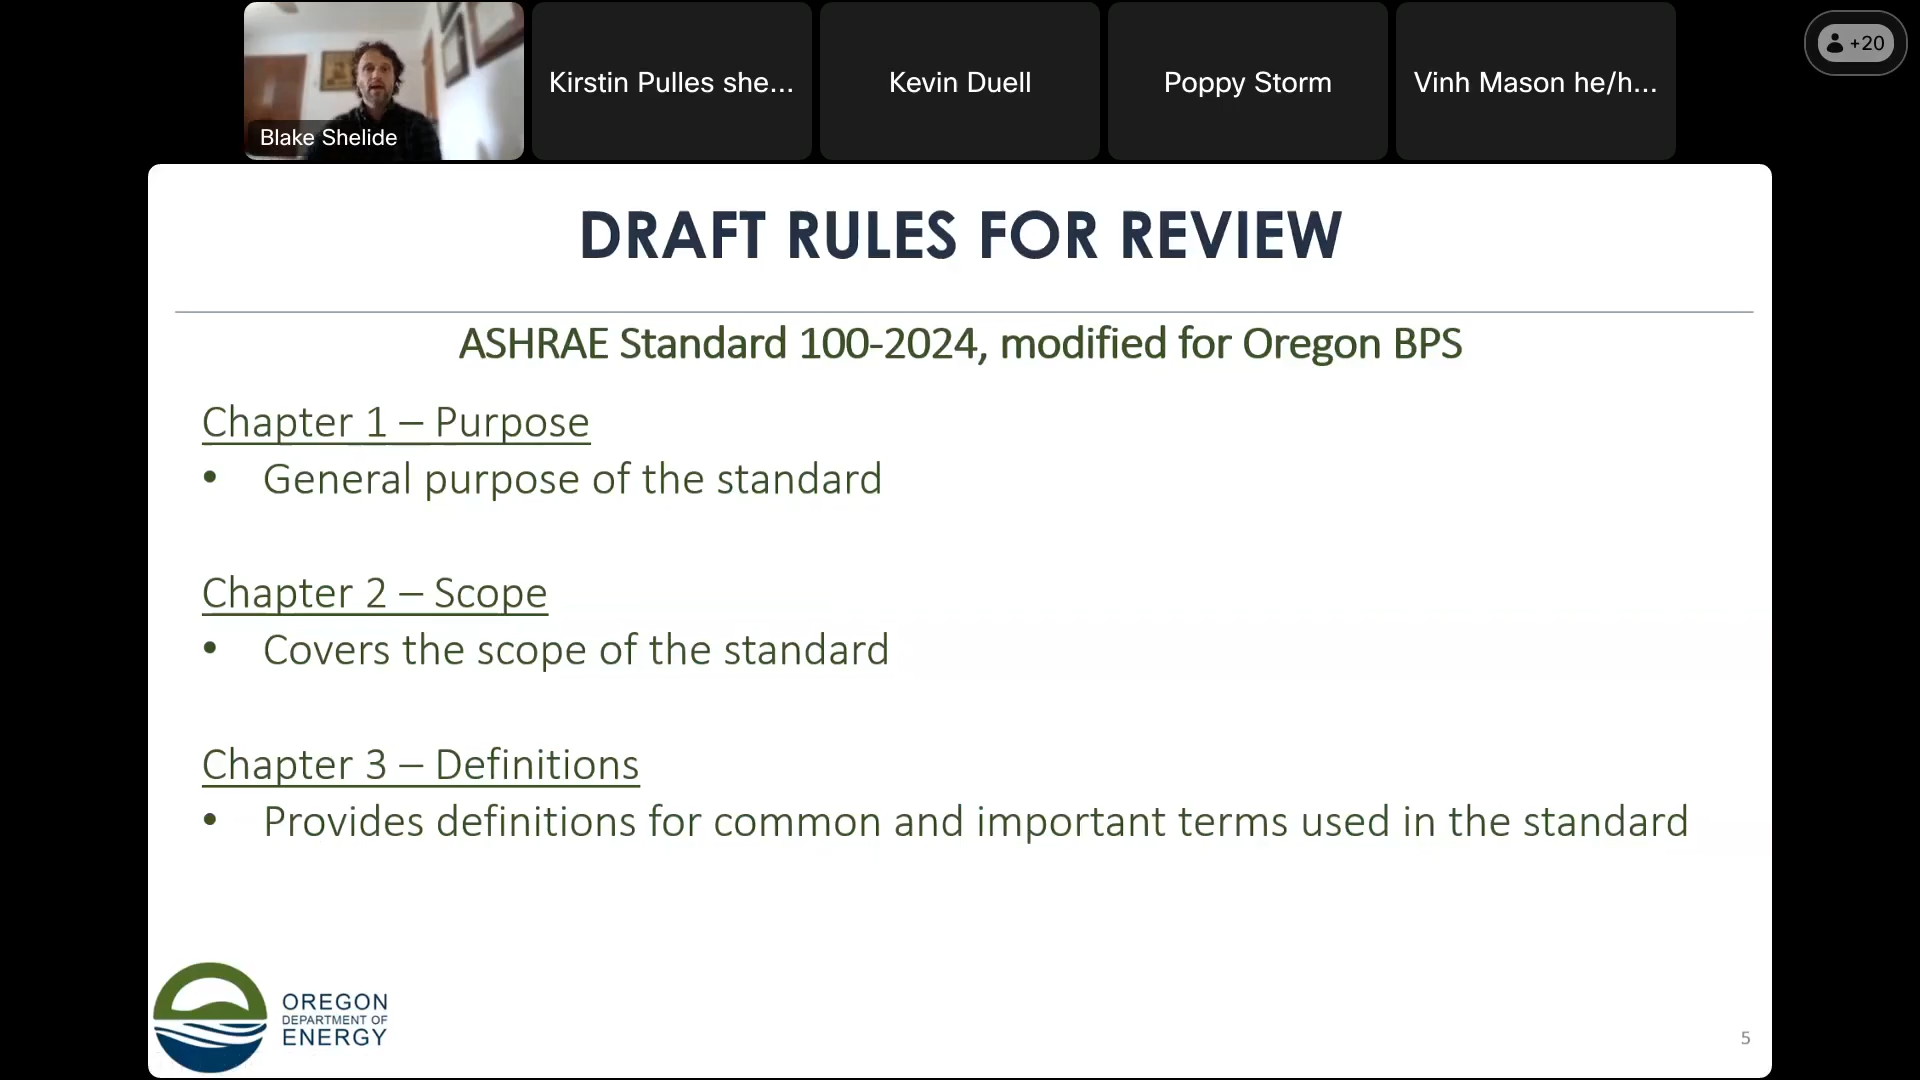 Blake Shelide
Kirstin Pulles she...
Kevin Duell
Poppy Storm
Vinh Mason he/h...
+20
DRAFT RULES FOR REVIEW
ASHRAE Standard 100-2024, modified for Oregon BPS
Chapter 1 – Purpose
• General purpose of the standard
Chapter 2 – Scope
• Covers the scope of the standard
Chapter 3 – Definitions
• Provides definitions for common and important terms used in the standard
OREGON
DEPARTMENT OF
ENERGY
5